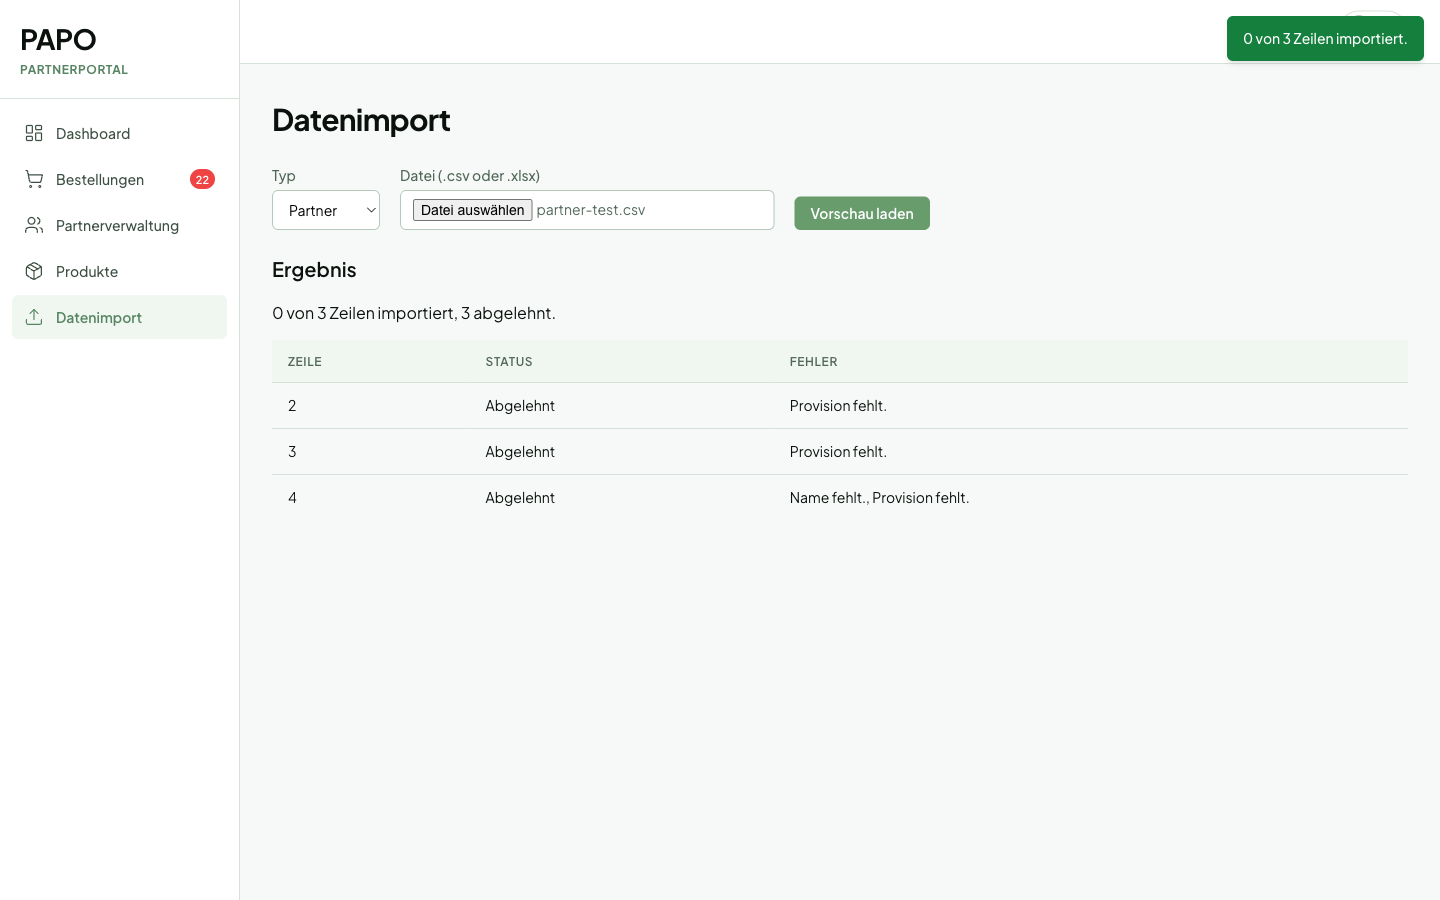 PAPO
PARTNERPORTAL
0 von 3 Zeilen importiert.
Dashboard
Bestellungen 22
Partnerverwaltung
Produkte
Datenimport
Datenimport
Typ Datei (.csv oder .xlsx)
Partner Datei auswählen partner-test.csv Vorschau laden
Ergebnis
0 von 3 Zeilen importiert, 3 abgelehnt.
ZEILE STATUS FEHLER
2 Abgelehnt Provision fehlt.
3 Abgelehnt Provision fehlt.
4 Abgelehnt Name fehlt., Provision fehlt.